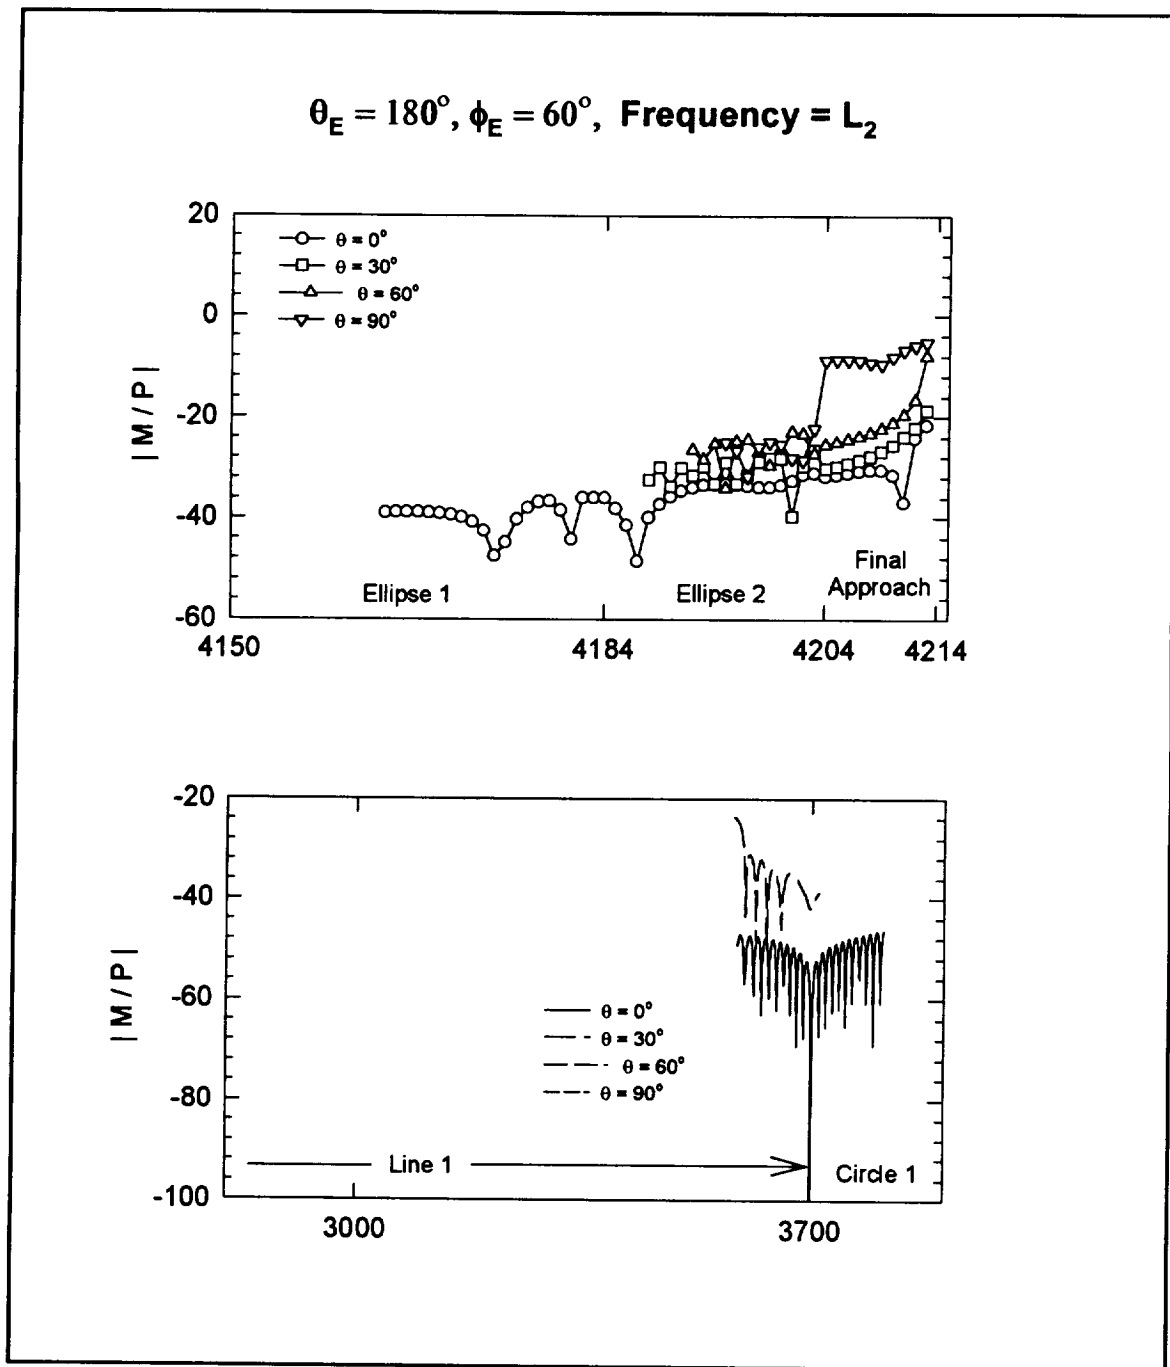 θE = 180°, ϕE = 60°, Frequency = L2
20
0
-20
-40
-60
|M/P|
θ = 0°
θ = 30°
θ = 60°
θ = 90°
Ellipse 1
Ellipse 2
Final
Approach
4150
4184
4204
4214
-20
-40
-60
-80
-100
|M/P|
θ = 0°
θ = 30°
θ = 60°
θ = 90°
Line 1
Circle 1
3000
3700